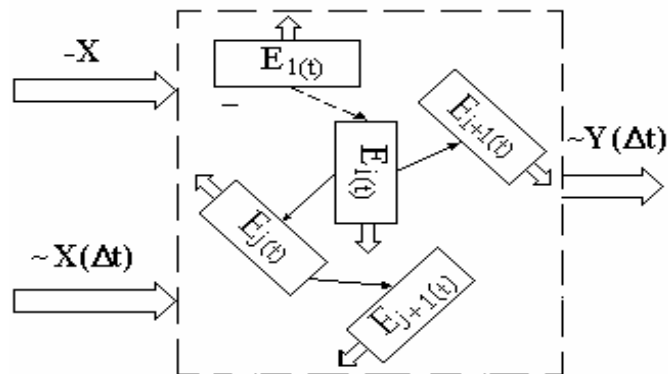 -X
E1(t)
Ei+1(t)
Ei(t)
~Y(Δt)
Ej(t)
~X(Δt)
Ej+1(t)